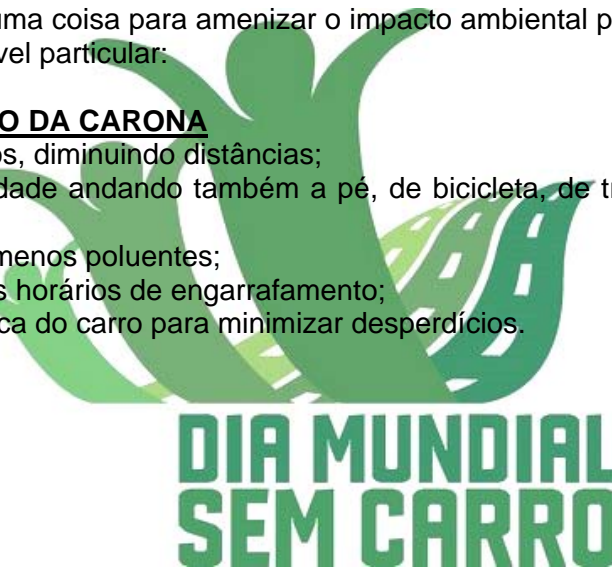 uma coisa para amenizar o impacto ambiental p
vel particular:
O DA CARONA
os, diminuindo distâncias;
dade andando também a pé, de bicicleta, de tr
menos poluentes;
s horários de engarrafamento;
ca do carro para minimizar desperdícios.
DIA MUNDIAL
SEM CARRO